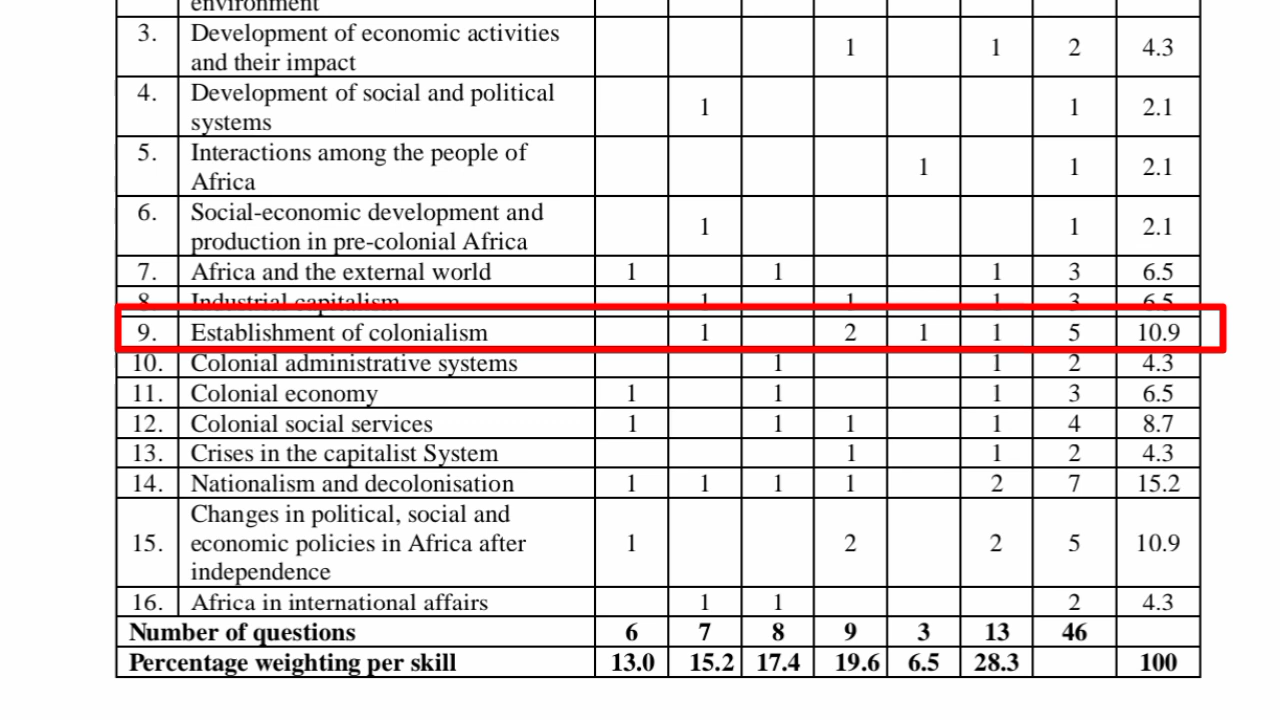 environment
3. Development of economic activities and their impact 1 1 2 4.3
4. Development of social and political systems 1 1 2.1
5. Interactions among the people of Africa 1 1 2.1
6. Social-economic development and production in pre-colonial Africa 1 1 2.1
7. Africa and the external world 1 1 1 3 6.5
8. Industrial capitalism 1 1 1 3 6.5
9. Establishment of colonialism 1 2 1 1 5 10.9
10. Colonial administrative systems 1 1 2 4.3
11. Colonial economy 1 1 1 3 6.5
12. Colonial social services 1 1 1 1 4 8.7
13. Crises in the capitalist System 1 1 2 4.3
14. Nationalism and decolonisation 1 1 1 1 2 7 15.2
15. Changes in political, social and economic policies in Africa after independence 1 2 2 5 10.9
16. Africa in international affairs 1 1 2 4.3
Number of questions 6 7 8 9 3 13 46
Percentage weighting per skill 13.0 15.2 17.4 19.6 6.5 28.3 100